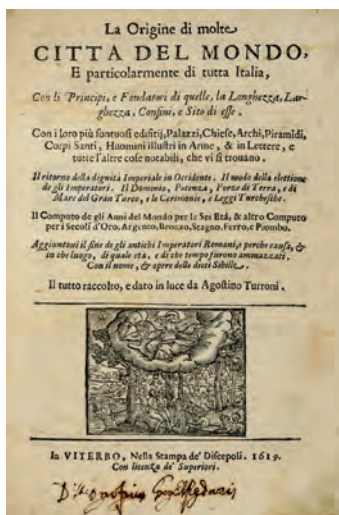 La Origine di molte
CITTA DEL MONDO,
E particolarmente di tutta Italia,
Con li Principi, e Fondatori di quelle, la Longhezza, Lar-
ghezza, Confini, e Sito di esse.
Con i loro più suntuosi edifitij, Palazzi, Chiese, Archi, Piramidi,
Corpi Santi, Huomini illustri in Arme, & in Lettere, e
tutte l'altre cose notabili, che vi si trouano.
Il ritorno della dignità Imperiale in Occidente. Il modo della elettione
de gli Imperatori. Il Dominio, Potenza, Forza di Terra, e di
Mare del Gran Turco, e le Cerimonie, e Leggi Turchesche.
Il Computo de gli Anni del Mondo per le Sei Età, & altro Computo
per i Secoli d'Oro, Argento, Bronzo, Stagno, Ferro, e Piombo.
Aggiuntoui il fine de gli antichi Imperatori Romani, e perche causa, &
in che luogo, di quale età, e di che tempo furono ammazzati.
Con il nome, & opere delle dieci Sibille.
Il tutto raccolto, e dato in luce da Agostino Turroni.
In VITERBO, Nella Stampa de' Discepoli. 1619.
Con licenza de' Superiori.